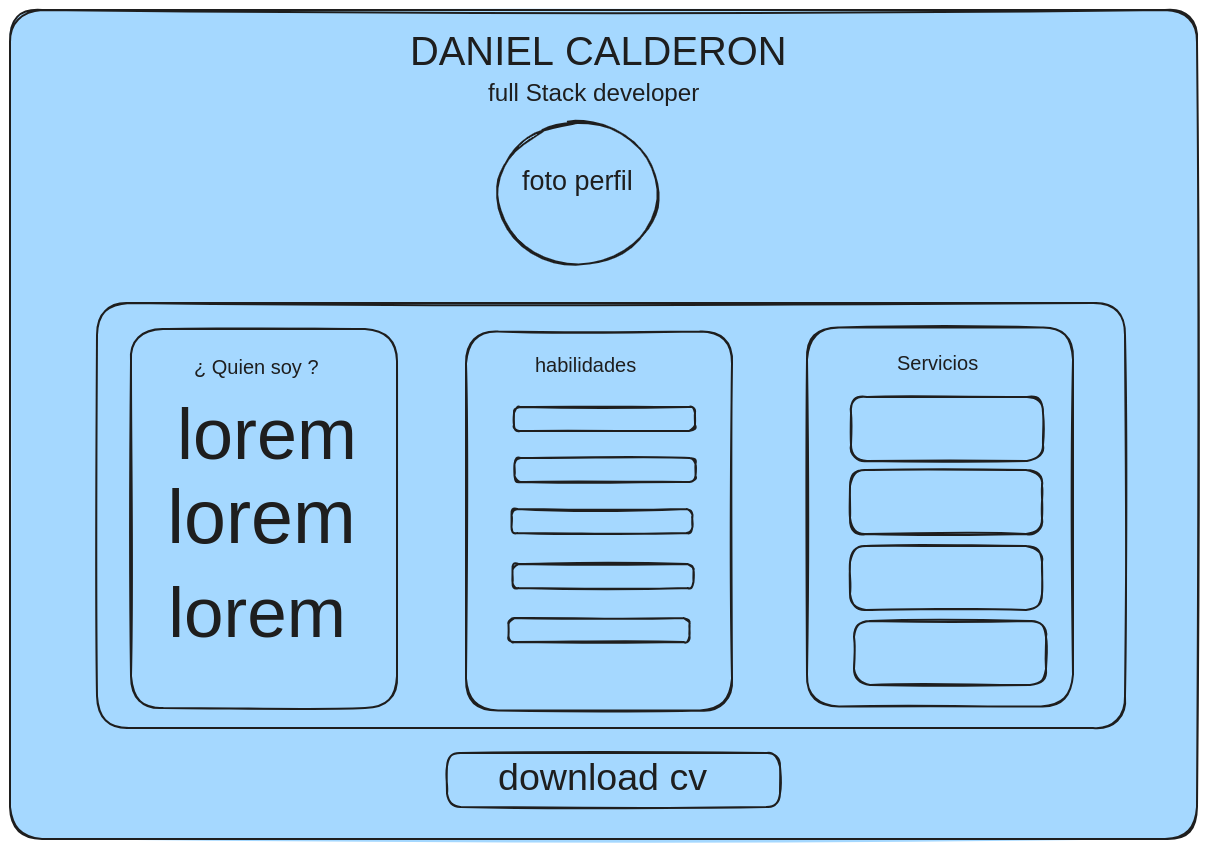 DANIEL CALDERON
full Stack developer
foto perfil
¿ Quien soy ?
lorem
lorem
lorem
habilidades
Servicios
download cv